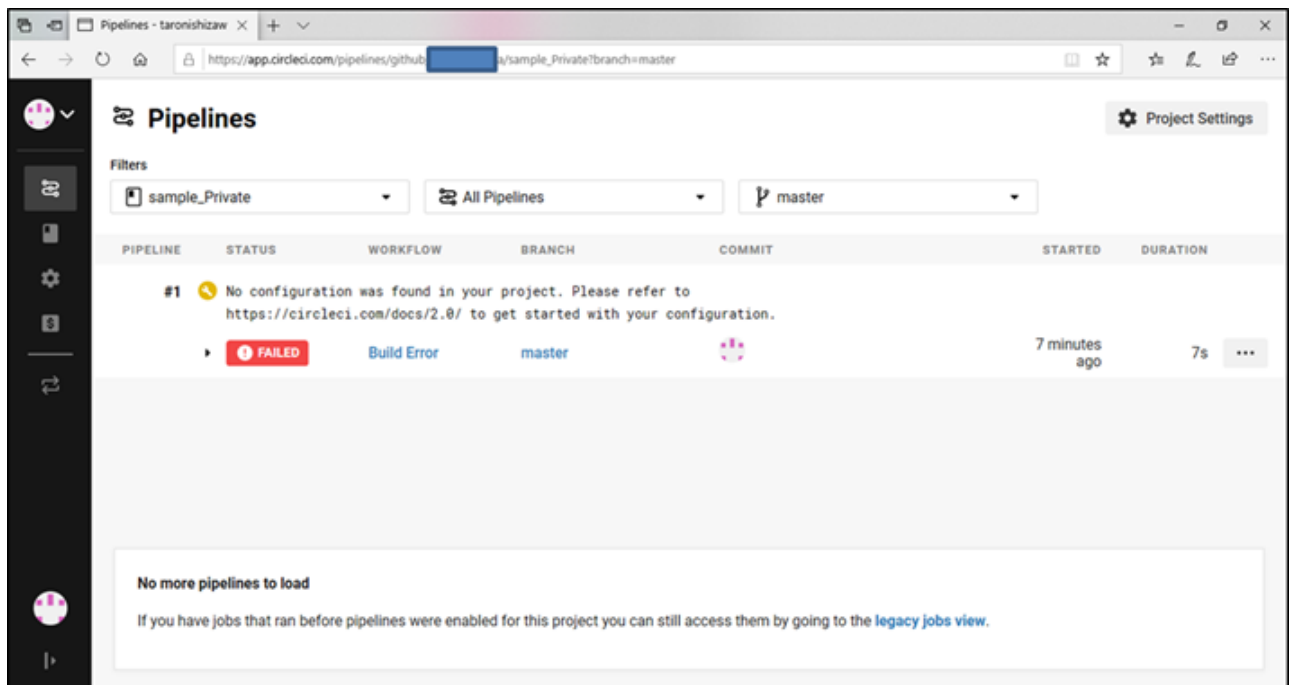 Pipelines - taronishizaw
https://app.circleci.com/pipelines/github a/sample_Private?branch=master
Pipelines
Project Settings
Filters
sample_Private
All Pipelines
master
PIPELINE STATUS WORKFLOW BRANCH COMMIT STARTED DURATION
#1 No configuration was found in your project. Please refer to
https://circleci.com/docs/2.0/ to get started with your configuration.
FAILED Build Error master 7 minutes 7s
ago
No more pipelines to load
If you have jobs that ran before pipelines were enabled for this project you can still access them by going to the legacy jobs view.